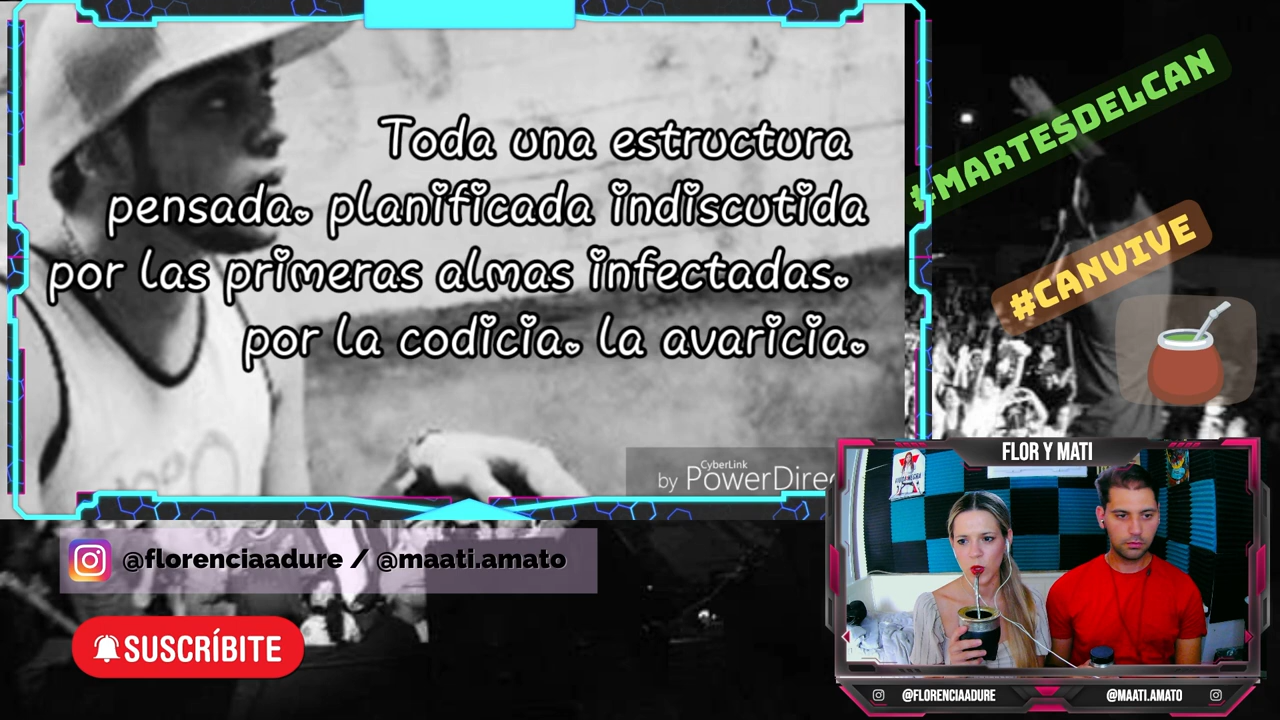 Toda una estructura
pensada. planificada indiscutida
por las primeras almas infectadas.
por la codicia. la avaricia.
CyberLink
by PowerDirec
#MARTESDELCAN
#CANVIVE
FLOR Y MATI
@florenciaadure / @maati.amato
SUSCRÍBITE
@FLORENCIAADURE
@MAATI.AMATO